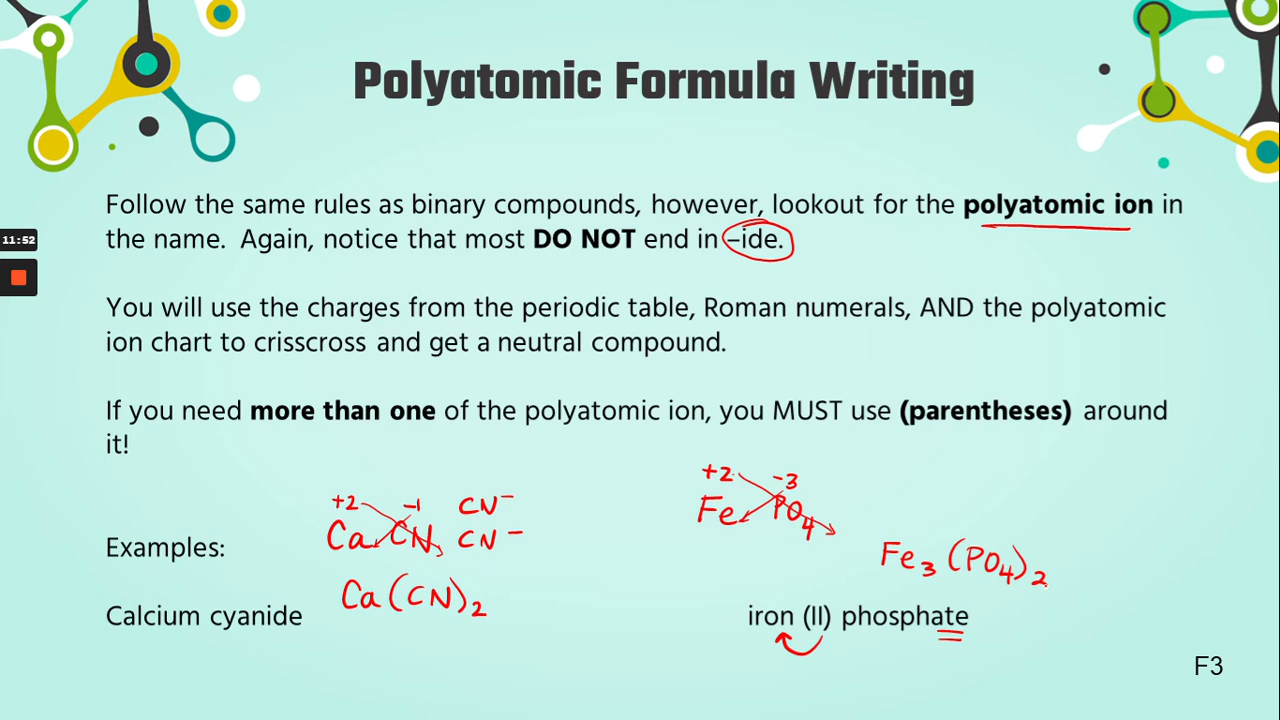 Polyatomic Formula Writing
Follow the same rules as binary compounds, however, lookout for the polyatomic ion in
the name. Again, notice that most DO NOT end in –ide.
11:52
You will use the charges from the periodic table, Roman numerals, AND the polyatomic
ion chart to crisscross and get a neutral compound.
If you need more than one of the polyatomic ion, you MUST use (parentheses) around
it!
+2 -1 CN⁻
Ca CN CN⁻
+2 -3
Fe PO₄
Examples:
Ca(CN)₂
Fe₃(PO₄)₂
Calcium cyanide
iron (II) phosphate
F3